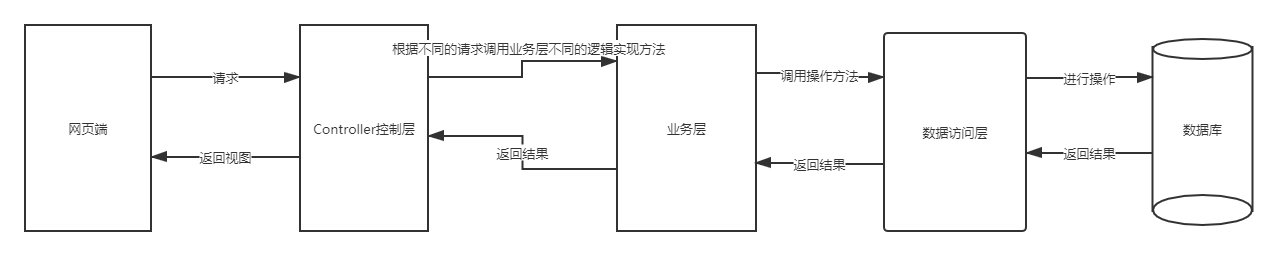 根据不同的请求调用业务层不同的逻辑实现方法
请求
调用操作方法
进行操作
网页端
Controller控制层
业务层
数据访问层
数据库
返回视图
返回结果
返回结果
返回结果